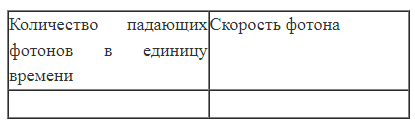 Количество падающих Скорость фотона
фотонов в единицу
времени